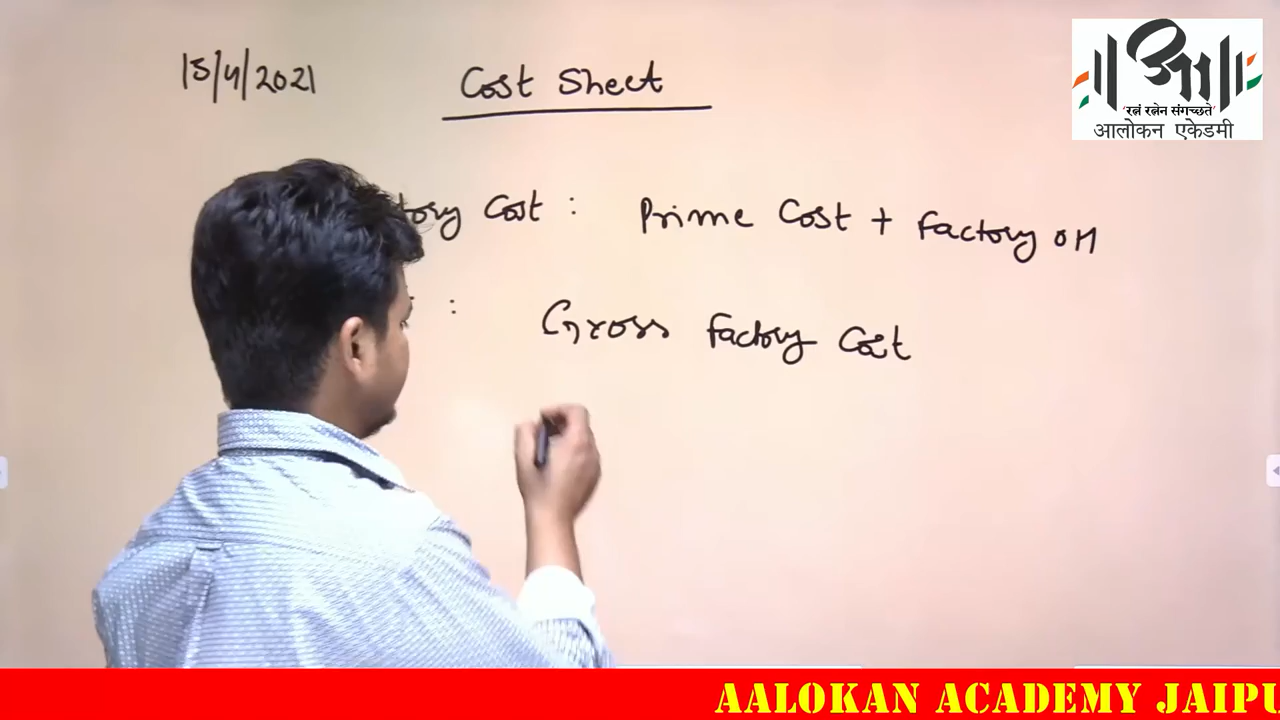 15/4/2021
Cost Sheet
tory Cost : Prime Cost + Factory OH
: Gross Factory Cost
'रत्नं रत्नेन संगच्छते'
आलोकन एकेडमी
AALOKAN ACADEMY JAIPU